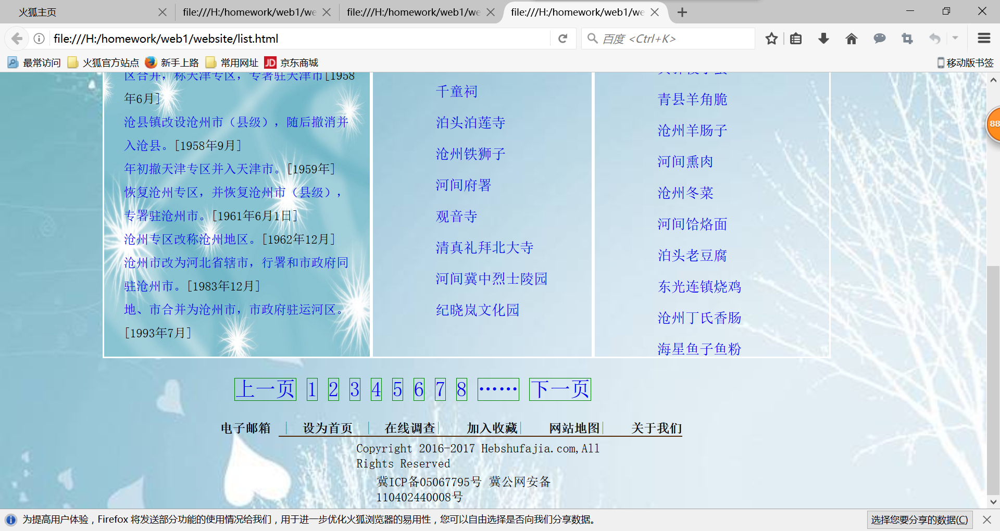 火狐主页
file:///H:/homework/web1/we
file:///H:/homework/web1/we
file:///H:/homework/web1/we
file:///H:/homework/web1/website/list.html
百度 <Ctrl+K>
最常访问
火狐官方站点
新手上路
常用网址
JD 京东商城
移动版书签
88
区合并，称天津专区，专署驻天津市[1958
年6月]
沧县镇改设沧州市（县级），随后撤消并
入沧县。[1958年9月]
年初撤天津专区并入天津市。[1959年]
恢复沧州专区，并恢复沧州市（县级），
专署驻沧州市。[1961年6月1日]
沧州专区改称沧州地区。[1962年12月]
沧州市改为河北省辖市，行署和市政府同
驻沧州市。[1983年12月]
地、市合并为沧州市，市政府驻运河区。
[1993年7月]
千童祠
泊头泊莲寺
沧州铁狮子
河间府署
观音寺
清真礼拜北大寺
河间冀中烈士陵园
纪晓岚文化园
青县羊角脆
沧州羊肠子
河间熏肉
沧州冬菜
河间饸烙面
泊头老豆腐
东光连镇烧鸡
沧州丁氏香肠
海星鱼子鱼粉
上一页 1 2 3 4 5 6 7 8 …… 下一页
电子邮箱 | 设为首页 | 在线调查 | 加入收藏 | 网站地图 | 关于我们
Copyright 2016-2017 Hebshufajia.com,All
Rights Reserved
冀ICP备05067795号 冀公网安备
110402440008号
为提高用户体验，Firefox 将发送部分功能的使用情况给我们，用于进一步优化火狐浏览器的易用性，您可以自由选择是否向我们分享数据。
选择您要分享的数据(C)